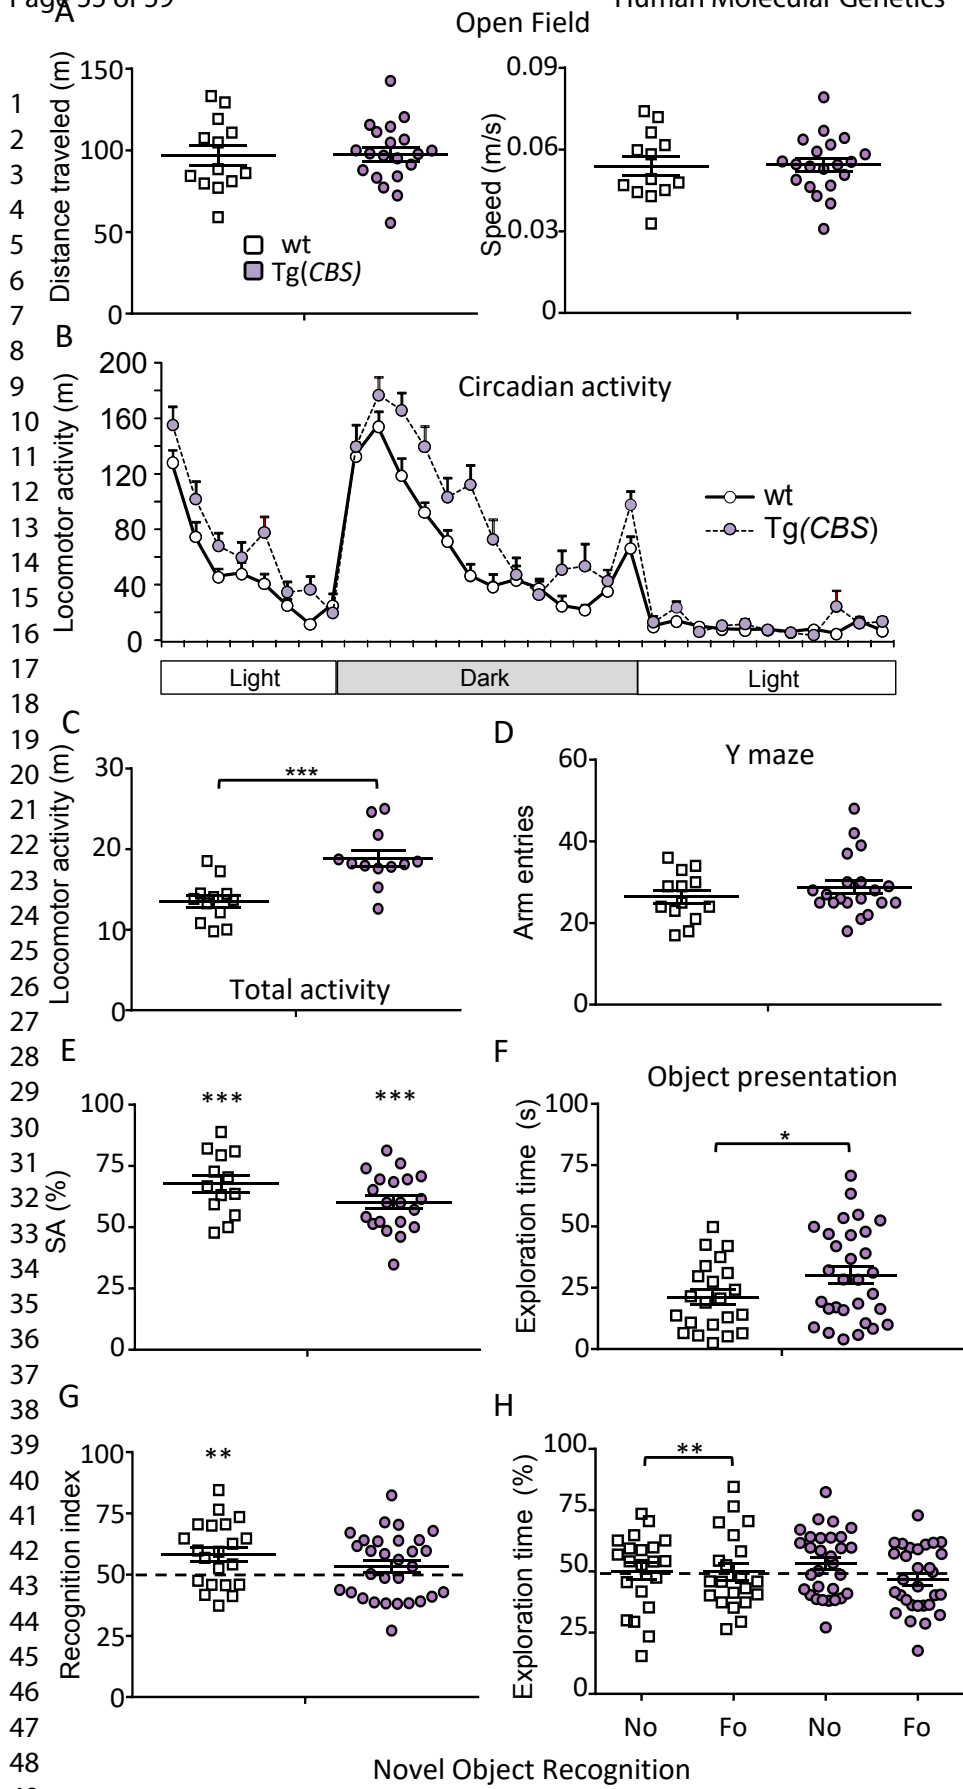 Page 35 of 39
Human Molecular Genetics
A
Open Field
Distance traveled (m)
150
100
50
0
wt
Tg(CBS)
Speed (m/s)
0.09
0.06
0.03
0
B
Circadian activity
Locomotor activity (m)
200
160
120
80
40
0
wt
Tg(CBS)
Light
Dark
Light
C
Locomotor activity (m)
30
20
10
0
***
Total activity
D
Y maze
Arm entries
60
40
20
0
E
SA (%)
100
75
50
25
0
***
***
F
Object presentation
Exploration time (s)
100
75
50
25
0
*
G
Recognition index
100
75
50
25
0
**
H
Exploration time (%)
100
75
50
25
0
**
No
Fo
No
Fo
Novel Object Recognition
1
2
3
4
5
6
7
8
9
10
11
12
13
14
15
16
17
18
19
20
21
22
23
24
25
26
27
28
29
30
31
32
33
34
35
36
37
38
39
40
41
42
43
44
45
46
47
48